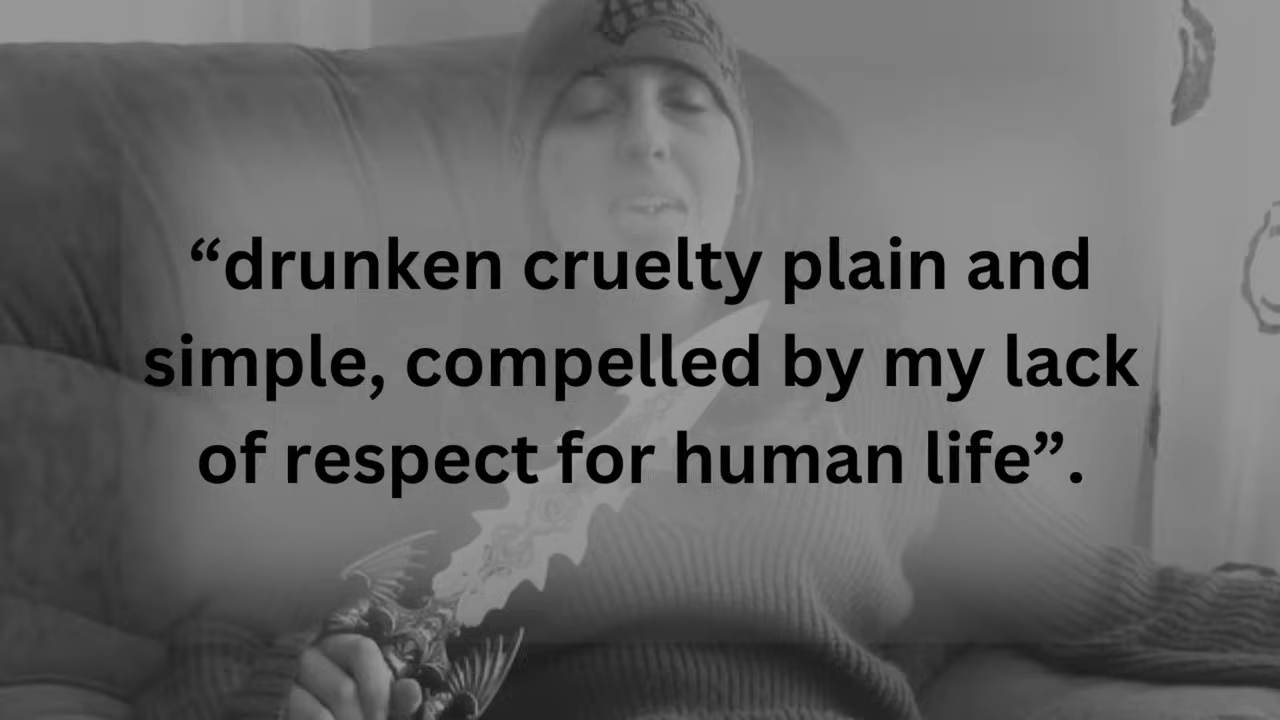 “drunken cruelty plain and
simple, compelled by my lack
of respect for human life”.